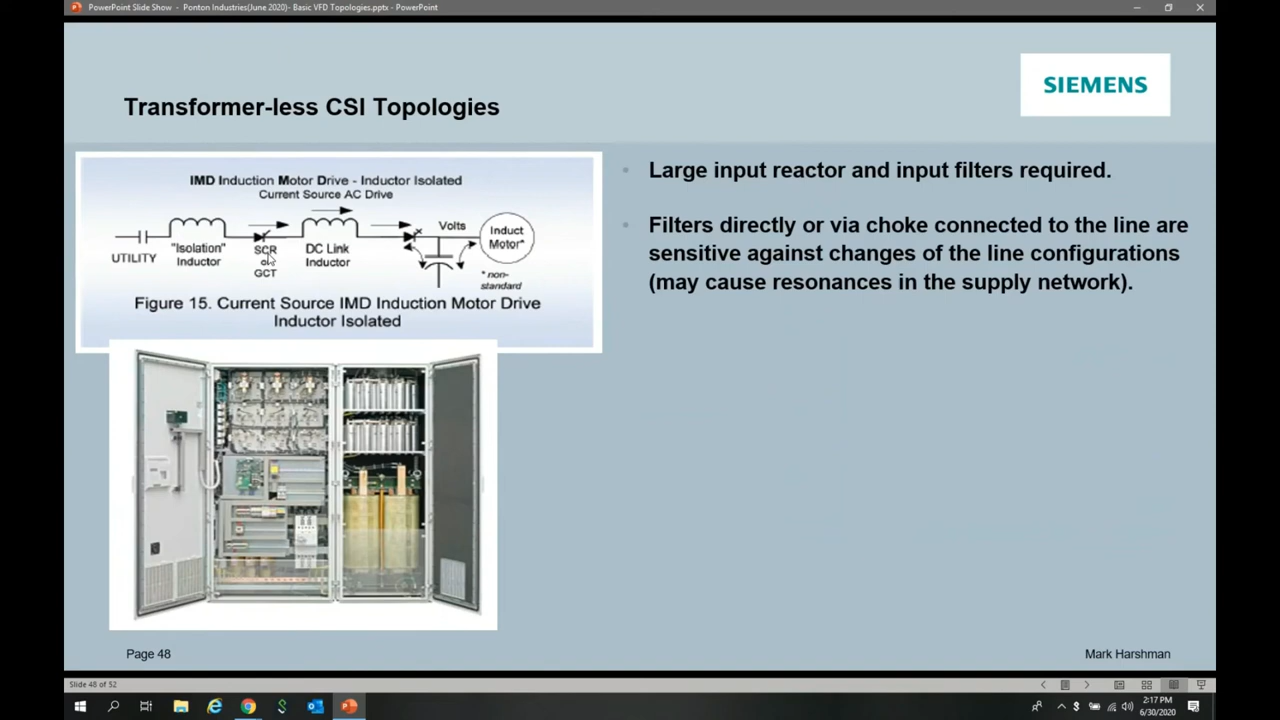 PowerPoint Slide Show - Ponton Industries(June 2020)- Basic VFD Topologies.pptx - PowerPoint
SIEMENS
Transformer-less CSI Topologies
IMD Induction Motor Drive - Inductor Isolated
Current Source AC Drive
UTILITY
"Isolation"
Inductor
SCR
or
GCT
DC Link
Inductor
Volts
Induct
Motor*
* non-
standard
Figure 15. Current Source IMD Induction Motor Drive
Inductor Isolated
Large input reactor and input filters required.
Filters directly or via choke connected to the line are
sensitive against changes of the line configurations
(may cause resonances in the supply network).
Page 48
Mark Harshman
Slide 48 of 52
2:17 PM
6/30/2020